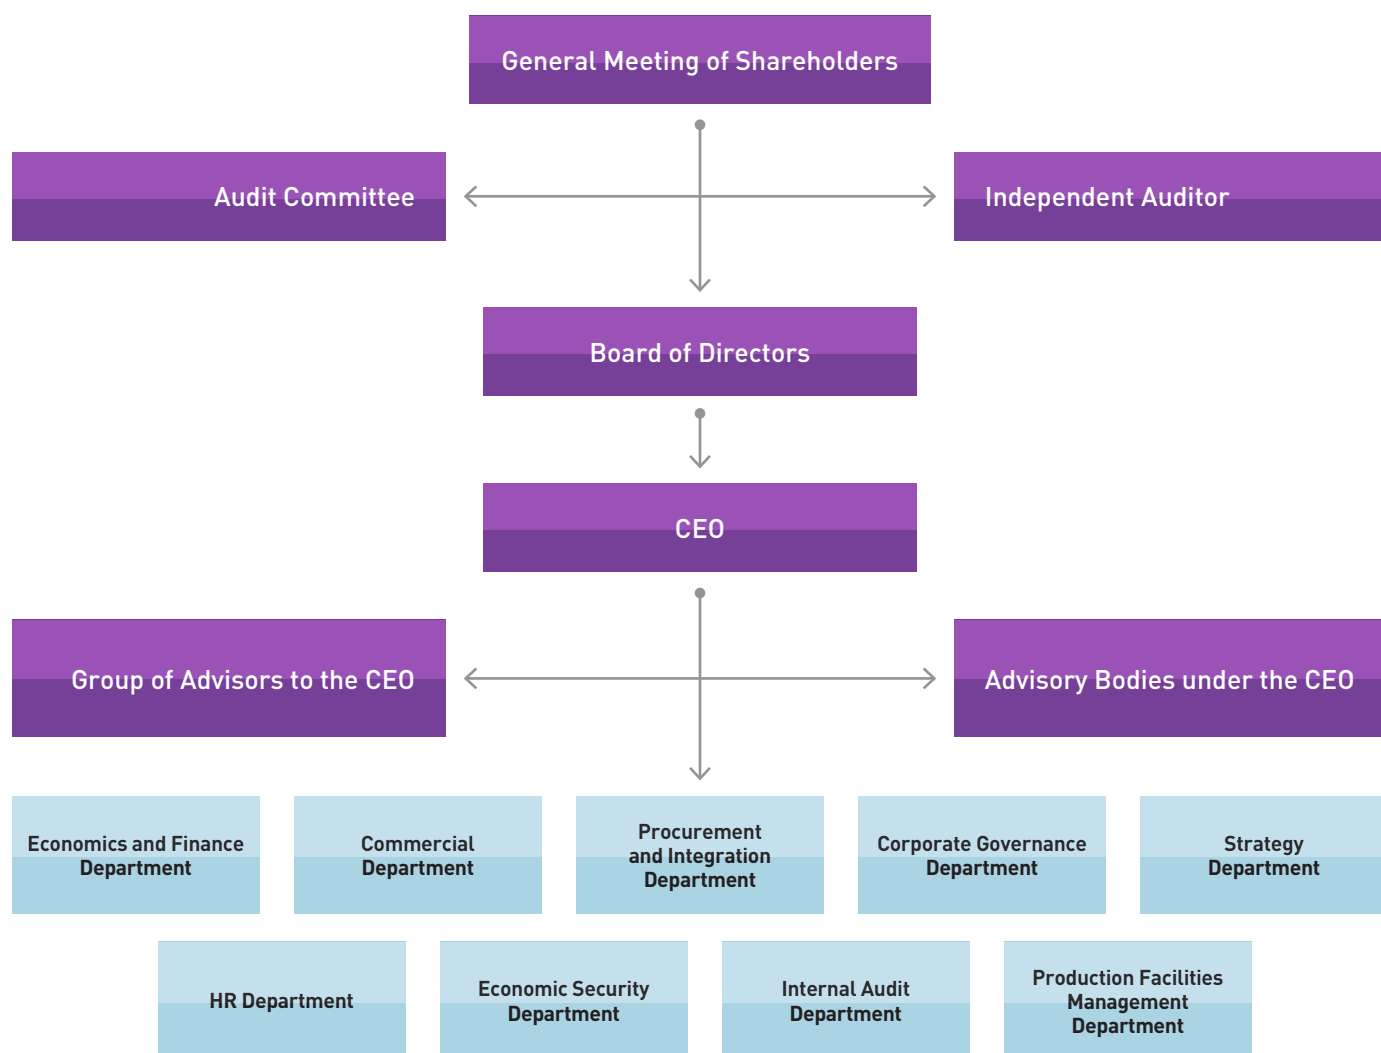 General Meeting of Shareholders
Audit Committee
Independent Auditor
Board of Directors
CEO
Group of Advisors to the CEO
Advisory Bodies under the CEO
Economics and Finance
Department
Commercial
Department
Procurement
and Integration
Department
Corporate Governance
Department
Strategy
Department
HR Department
Economic Security
Department
Internal Audit
Department
Production Facilities
Management
Department